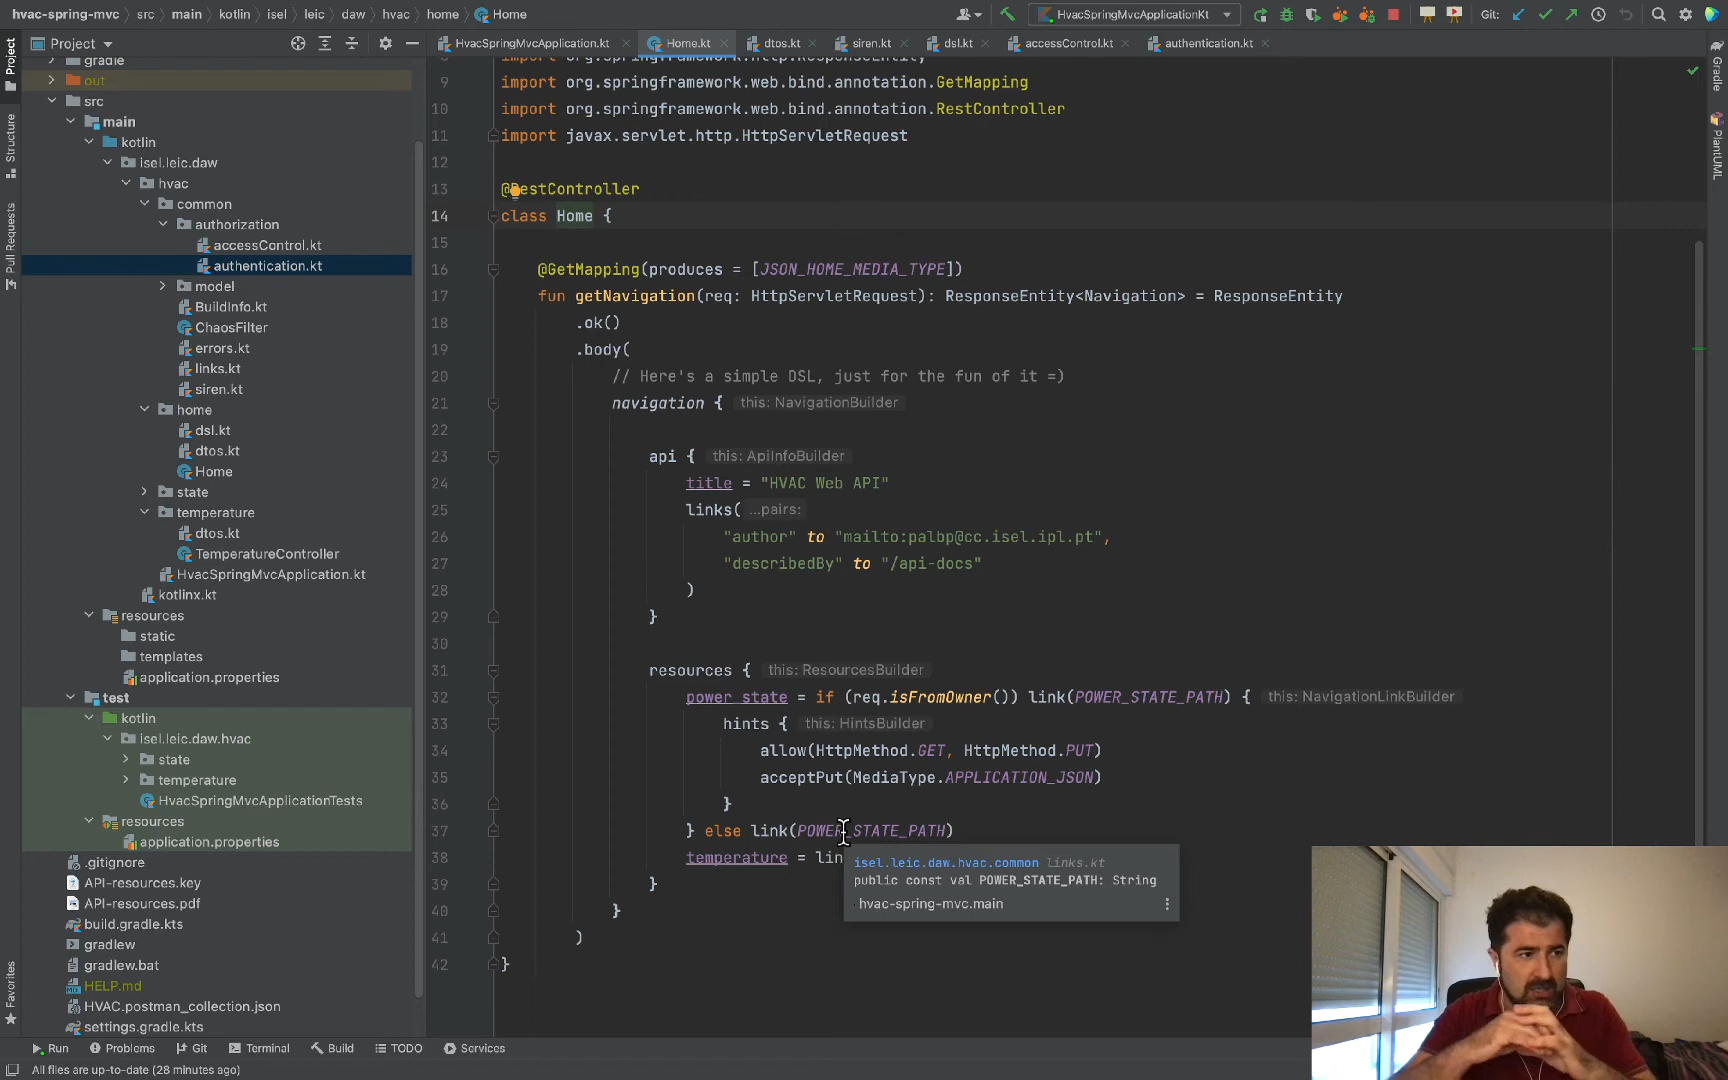 hvac-spring-mvc › src › main › kotlin › isel › leic › daw › hvac › home › Home
HvacSpringMvcApplicationKt
Git:
Project
HvacSpringMvcApplication.kt
Home.kt
dtos.kt
siren.kt
dsl.kt
accessControl.kt
authentication.kt
Project
Structure
Pull Requests
Favorites
Gradle
PlantUML
gradle
out
src
main
kotlin
isel.leic.daw
hvac
common
authorization
accessControl.kt
authentication.kt
model
BuildInfo.kt
ChaosFilter
errors.kt
links.kt
siren.kt
home
dsl.kt
dtos.kt
Home
state
temperature
dtos.kt
TemperatureController
HvacSpringMvcApplication.kt
kotlinx.kt
resources
static
templates
application.properties
test
kotlin
isel.leic.daw.hvac
state
temperature
HvacSpringMvcApplicationTests
resources
application.properties
.gitignore
API-resources.key
API-resources.pdf
build.gradle.kts
gradlew
gradlew.bat
HELP.md
HVAC.postman_collection.json
settings.gradle.kts
8 import org.springframework.http.ResponseEntity
9 import org.springframework.web.bind.annotation.GetMapping
10 import org.springframework.web.bind.annotation.RestController
11 import javax.servlet.http.HttpServletRequest
12
13 @RestController
14 class Home {
15
16 @GetMapping(produces = [JSON_HOME_MEDIA_TYPE])
17 fun getNavigation(req: HttpServletRequest): ResponseEntity<Navigation> = ResponseEntity
18 .ok()
19 .body(
20 // Here's a simple DSL, just for the fun of it =)
21 navigation { this: NavigationBuilder
22
23 api { this: ApiInfoBuilder
24 title = "HVAC Web API"
25 links( ...pairs:
26 "author" to "mailto:palbp@cc.isel.ipl.pt",
27 "describedBy" to "/api-docs"
28 )
29 }
30
31 resources { this: ResourcesBuilder
32 power_state = if (req.isFromOwner()) link(POWER_STATE_PATH) { this: NavigationLinkBuilder
33 hints { this: HintsBuilder
34 allow(HttpMethod.GET, HttpMethod.PUT)
35 acceptPut(MediaType.APPLICATION_JSON)
36 }
37 } else link(POWER_STATE_PATH)
38 temperature = lin
39 }
40 }
41 )
42 }
isel.leic.daw.hvac.common links.kt
public const val POWER_STATE_PATH: String
hvac-spring-mvc.main
Run
Problems
Git
Terminal
Build
TODO
Services
All files are up-to-date (28 minutes ago)